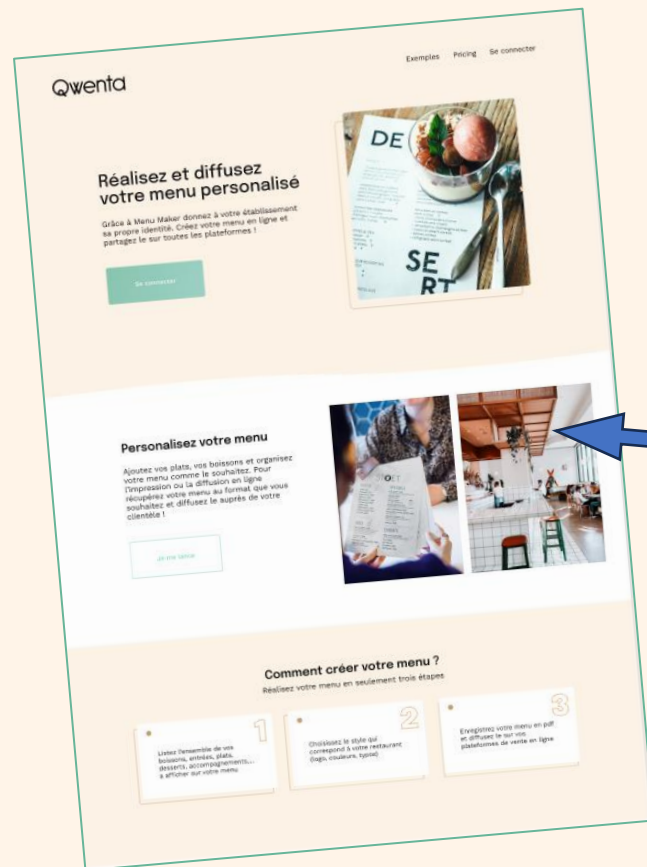 Qwenta
Exemples Pricing Se connecter
Réalisez et diffusez
votre menu personalisé
Grâce à Menu Maker donnez à votre établissement
sa propre identité. Créez votre menu en ligne et
partagez le sur toutes les plateformes !
Se connecter
DE
SE
RT
Personalisez votre menu
Ajoutez vos plats, vos boissons et organisez
votre menu comme le souhaitez. Pour
l'impression ou la diffusion en ligne
récupérez votre menu au format que vous
souhaitez et diffusez le auprès de votre
clientèle !
Je me lance
Comment créer votre menu ?
Réalisez votre menu en seulement trois étapes
1
Listez l'ensemble de vos
boissons, entrées, plats,
desserts, accompagnements,...
à afficher sur votre menu
2
Choisissez le style qui
correspond à votre restaurant
(logo, couleurs, typos)
3
Enregistrez votre menu en pdf
et diffusez le sur vos
plateformes de vente en ligne